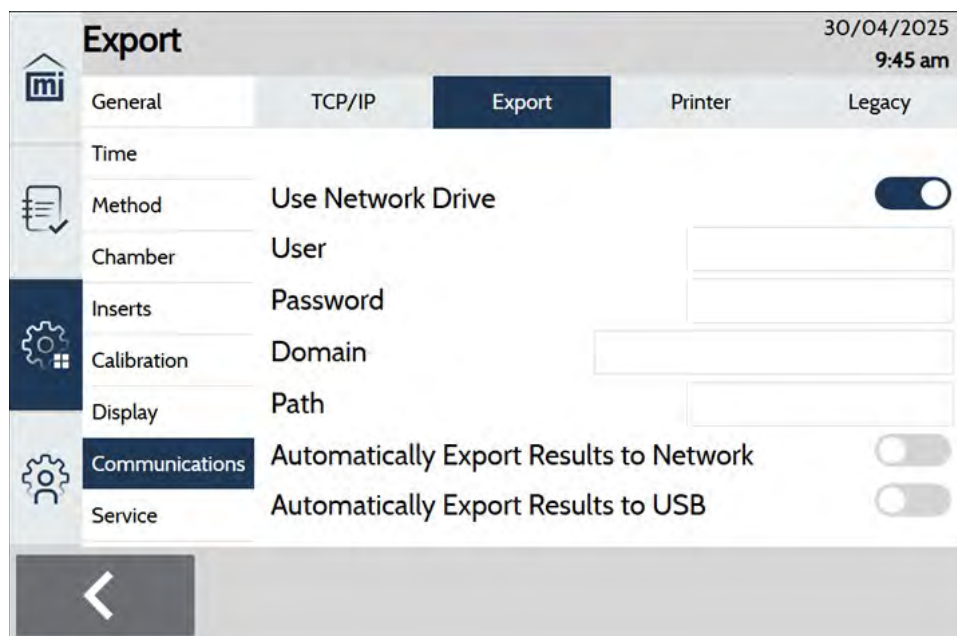 Export
30/04/2025
9:45 am
mi
General
TCP/IP
Export
Printer
Legacy
Time
Method
Chamber
Inserts
Calibration
Display
Communications
Service
Use Network Drive
User
Password
Domain
Path
Automatically Export Results to Network
Automatically Export Results to USB